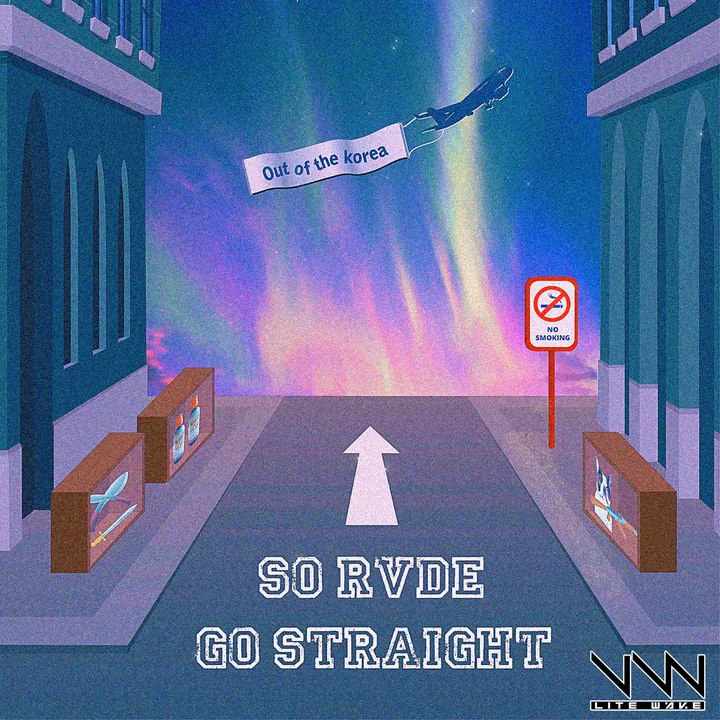 Out of the korea
NO
SMOKING
SO RVDE
GO STRAIGHT
LITE WAVE